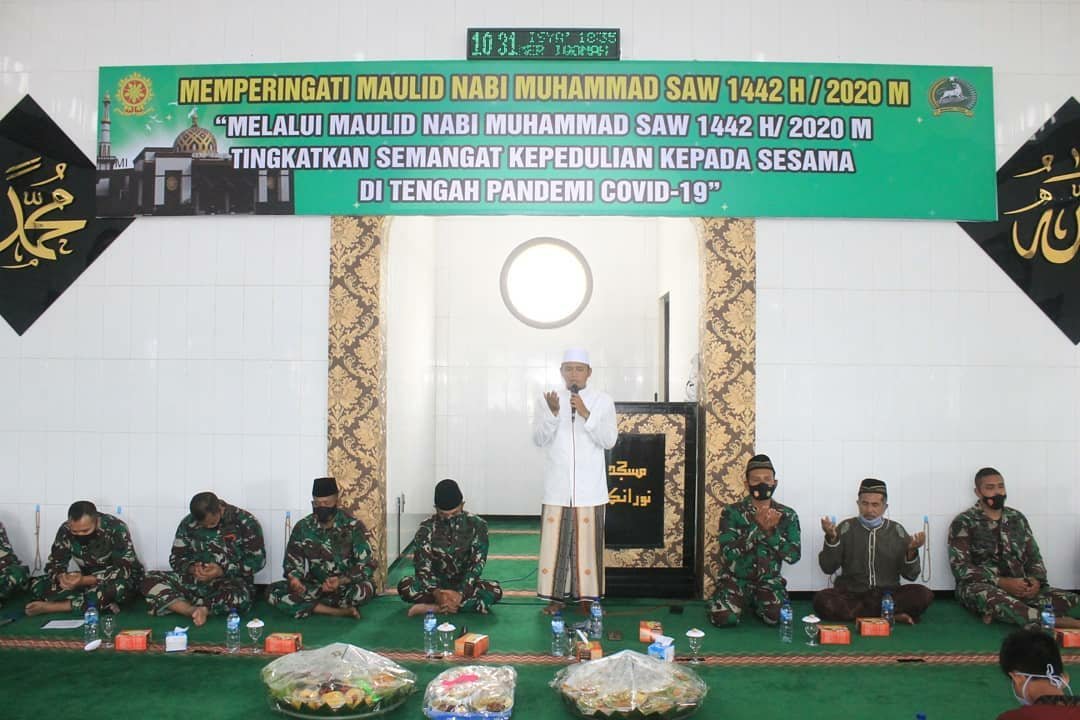 10 31 ISYA' 18:35
MEMPERINGATI MAULID NABI MUHAMMAD SAW 1442 H / 2020 M
“MELALUI MAULID NABI MUHAMMAD SAW 1442 H/ 2020 M
TINGKATKAN SEMANGAT KEPEDULIAN KEPADA SESAMA
DI TENGAH PANDEMI COVID-19”
محمد
الله
مسجد